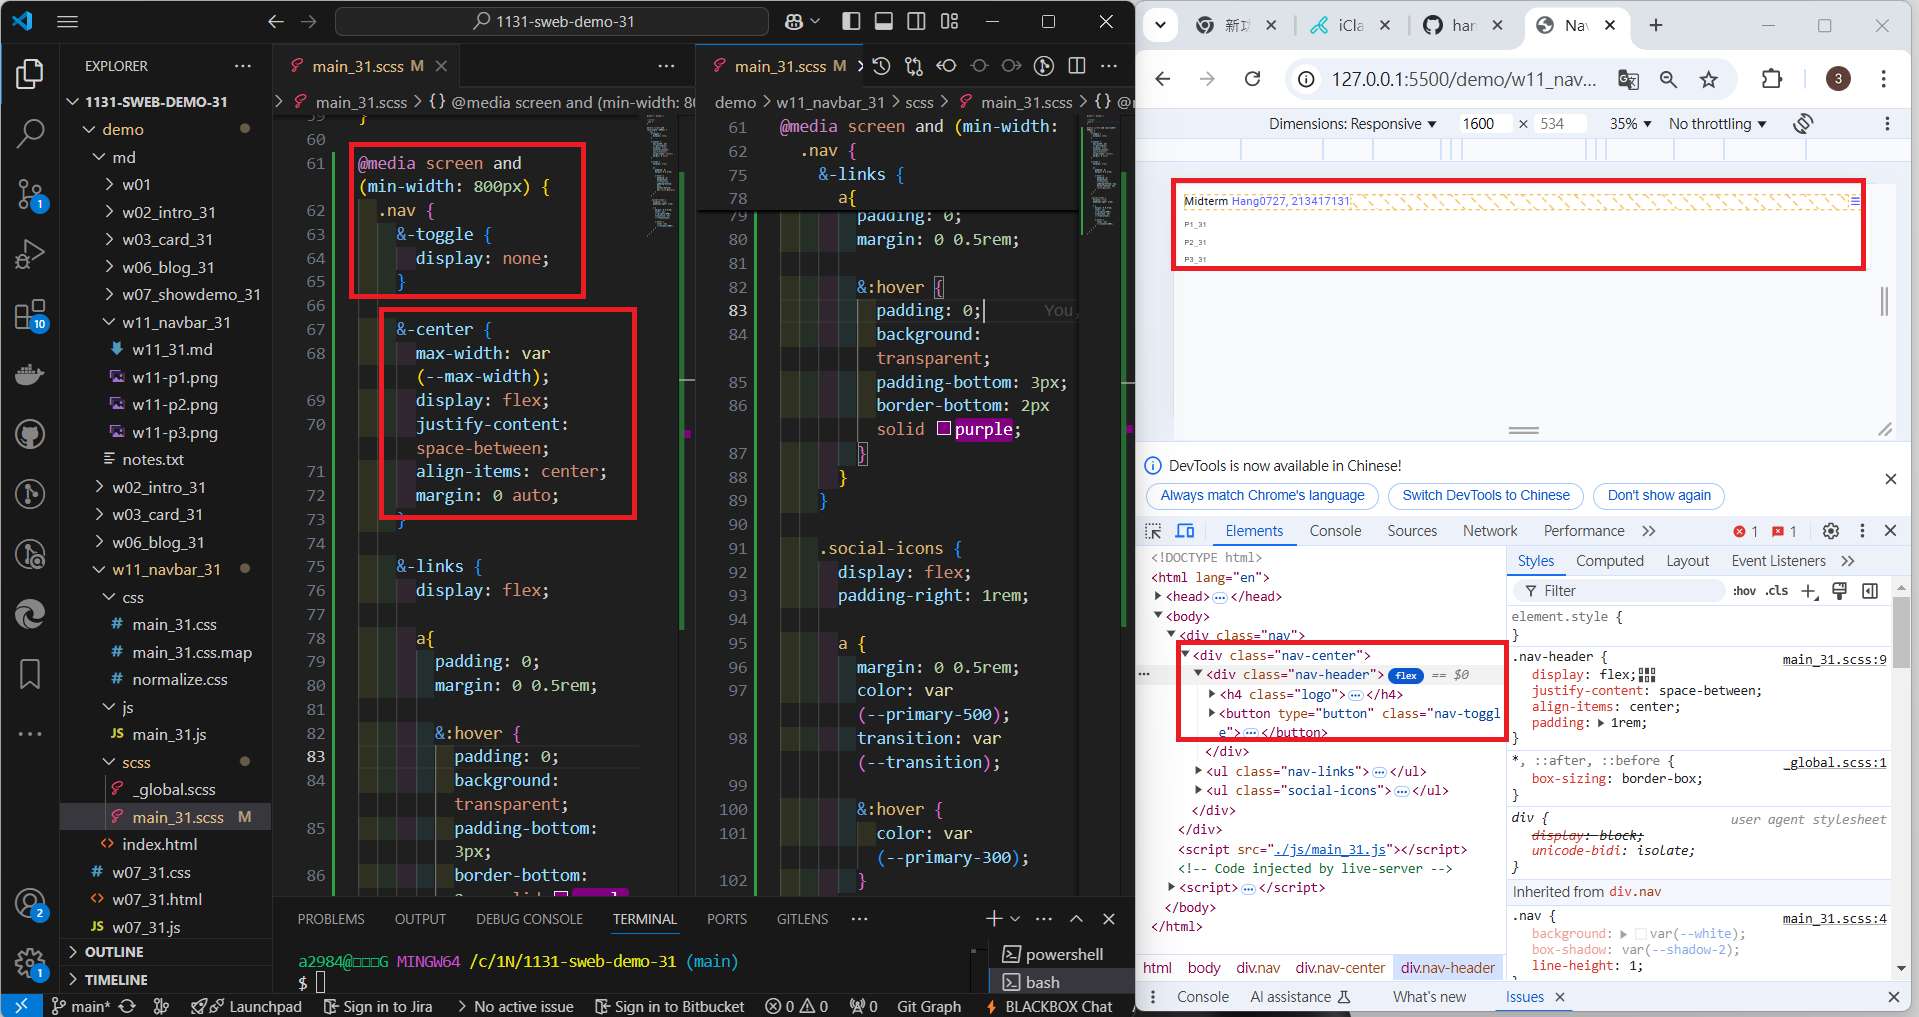 1131-sweb-demo-31
EXPLORER
1131-SWEB-DEMO-31
demo
md
w01
w02_intro_31
w03_card_31
w06_blog_31
w07_showdemo_31
w11_navbar_31
w11_31.md
w11-p1.png
w11-p2.png
w11-p3.png
notes.txt
w02_intro_31
w03_card_31
w06_blog_31
w11_navbar_31
css
main_31.css
main_31.css.map
normalize.css
js
main_31.js
scss
_global.scss
main_31.scss M
index.html
w07_31.css
w07_31.html
w07_31.js
OUTLINE
TIMELINE
1
10
2
1
main_31.scss M
main_31.scss > {} @media screen and (min-width: 80
60
61 @media screen and
(min-width: 800px) {
62 .nav {
63 &-toggle {
64 display: none;
65 }
66
67 &-center {
68 max-width: var
(--max-width);
69 display: flex;
70 justify-content:
space-between;
71 align-items: center;
72 margin: 0 auto;
73 }
74
75 &-links {
76 display: flex;
77
78 a{
79 padding: 0;
80 margin: 0 0.5rem;
81
82 &:hover {
83 padding: 0;
84 background:
transparent;
85 padding-bottom:
3px;
86 border-bottom:
main_31.scss M
demo > w11_navbar_31 > scss > main_31.scss > {} @r
61 @media screen and (min-width:
62 .nav {
75 &-links {
78 a{
79 padding: 0;
80 margin: 0 0.5rem;
81
82 &:hover {
83 padding: 0; You,
84 background:
transparent;
85 padding-bottom: 3px;
86 border-bottom: 2px
solid purple;
87 }
88 }
89 }
90
91 .social-icons {
92 display: flex;
93 padding-right: 1rem;
94
95 a {
96 margin: 0 0.5rem;
97 color: var
(--primary-500);
98 transition: var
(--transition);
99
100 &:hover {
101 color: var
(--primary-300);
102 }
PROBLEMS OUTPUT DEBUG CONSOLE TERMINAL PORTS GITLENS
a2984@□□□G MINGW64 /c/1N/1131-sweb-demo-31 (main)
$
powershell
bash
main* Launchpad Sign in to Jira No active issue Sign in to Bitbucket 0 0 0 Git Graph BLACKBOX Chat
新功 iCla han Nav
127.0.0.1:5500/demo/w11_nav... 3
Dimensions: Responsive 1600 × 534 35% No throttling
Midterm Hang0727, 213417131
P1_31
P2_31
P3_31
DevTools is now available in Chinese!
Always match Chrome's language Switch DevTools to Chinese Don't show again
Elements Console Sources Network Performance 1 1
<!DOCTYPE html>
<html lang="en">
<head> </head>
<body>
<div class="nav">
<div class="nav-center">
<div class="nav-header"> flex == $0
<h4 class="logo"> </h4>
<button type="button" class="nav-toggl
e"> </button>
</div>
<ul class="nav-links"> </ul>
<ul class="social-icons"> </ul>
</div>
</div>
<script src="./js/main_31.js"></script>
<!-- Code injected by live-server -->
<script> </script>
</body>
</html>
html body div.nav div.nav-center div.nav-header
Styles Computed Layout Event Listeners
Filter :hov .cls
element.style {
}
.nav-header { main_31.scss:9
display: flex;
justify-content: space-between;
align-items: center;
padding: 1rem;
}
*, ::after, ::before { _global.scss:1
box-sizing: border-box;
}
div { user agent stylesheet
display: block;
unicode-bidi: isolate;
}
Inherited from div.nav
.nav { main_31.scss:4
background: var(--white);
box-shadow: var(--shadow-2);
line-height: 1;
Console AI assistance What's new Issues